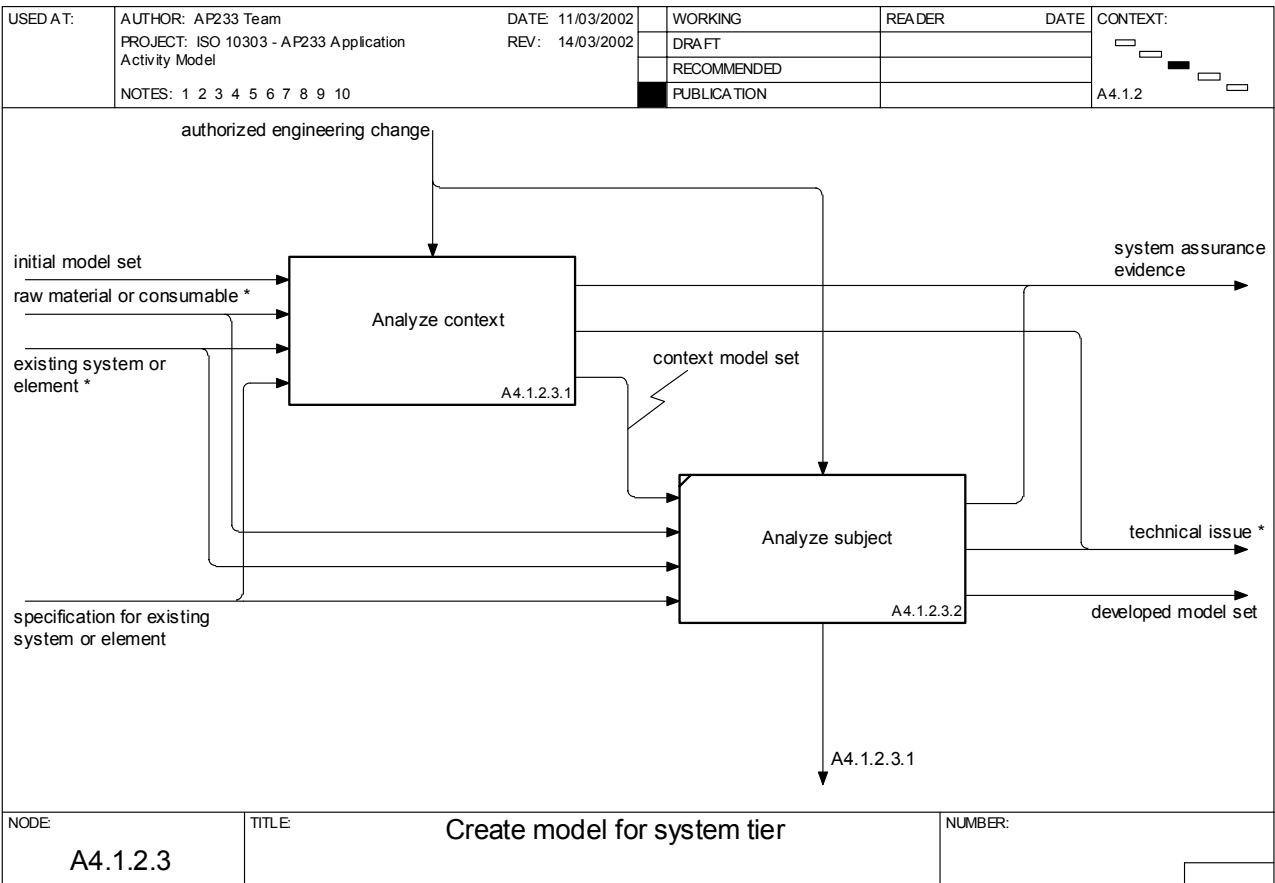 USED AT:
AUTHOR: AP233 Team
DATE: 11/03/2002
PROJECT: ISO 10303 - AP233 Application
Activity Model
REV: 14/03/2002
NOTES: 1 2 3 4 5 6 7 8 9 10
WORKING
DRAFT
RECOMMENDED
PUBLICATION
READER
DATE
CONTEXT:
A4.1.2
authorized engineering change
initial model set
raw material or consumable *
existing system or
element *
Analyze context
A4.1.2.3.1
context model set
system assurance
evidence
Analyze subject
A4.1.2.3.2
technical issue *
developed model set
specification for existing
system or element
A4.1.2.3.1
NODE:
A4.1.2.3
TITLE:
Create model for system tier
NUMBER: